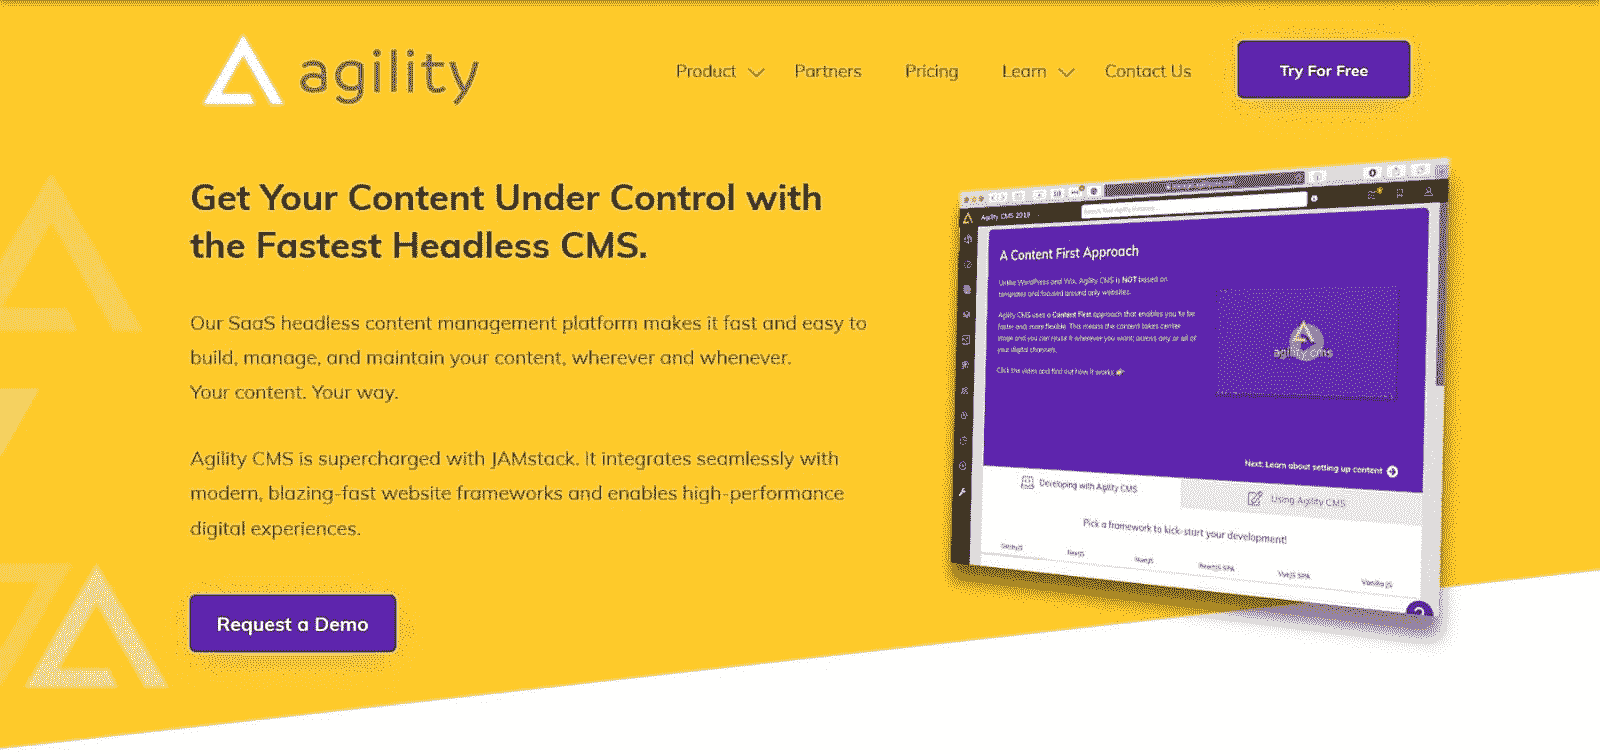 agility
Product
Partners
Pricing
Learn
Contact Us
Try For Free
Get Your Content Under Control with
the Fastest Headless CMS.
Our SaaS headless content management platform makes it fast and easy to
build, manage, and maintain your content, wherever and whenever.
Your content. Your way.
Agility CMS is supercharged with JAMstack. It integrates seamlessly with
modern, blazing-fast website frameworks and enables high-performance
digital experiences.
Request a Demo
Agility CMS 2019
A Content First Approach
Unlike WordPress and Wix, Agility CMS is NOT based on
templates and focused around only websites.
Agility CMS uses a Content First approach that enables you to be
faster and more flexible. This means the content takes center
stage and you can reuse it wherever you want, across any or all of
your digital channels.
Click the video and find out how it works
agility cms
Next: Learn about setting up content
Developing with Agility CMS
Using Agility CMS
Pick a framework to kick-start your development!
GatsbyJS
NextJS
NuxtJS
ReactJS SPA
VueJS SPA
Vanilla JS